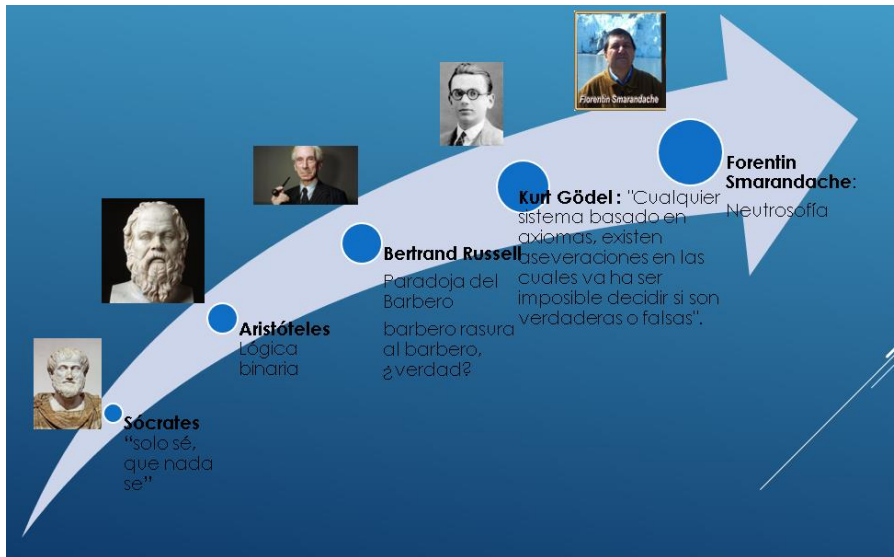 Florentin Smarandache
Sócrates
“solo sé,
que nada
se”
Aristóteles
Lógica
binaria
Bertrand Russell
Paradoja del
Barbero
barbero rasura
al barbero,
¿verdad?
Kurt Gödel: "Cualquier
sistema basado en
axiomas, existen
aseveraciones en las
cuales va ha ser
imposible decidir si son
verdaderas o falsas".
Forentin
Smarandache:
Neutrosofía